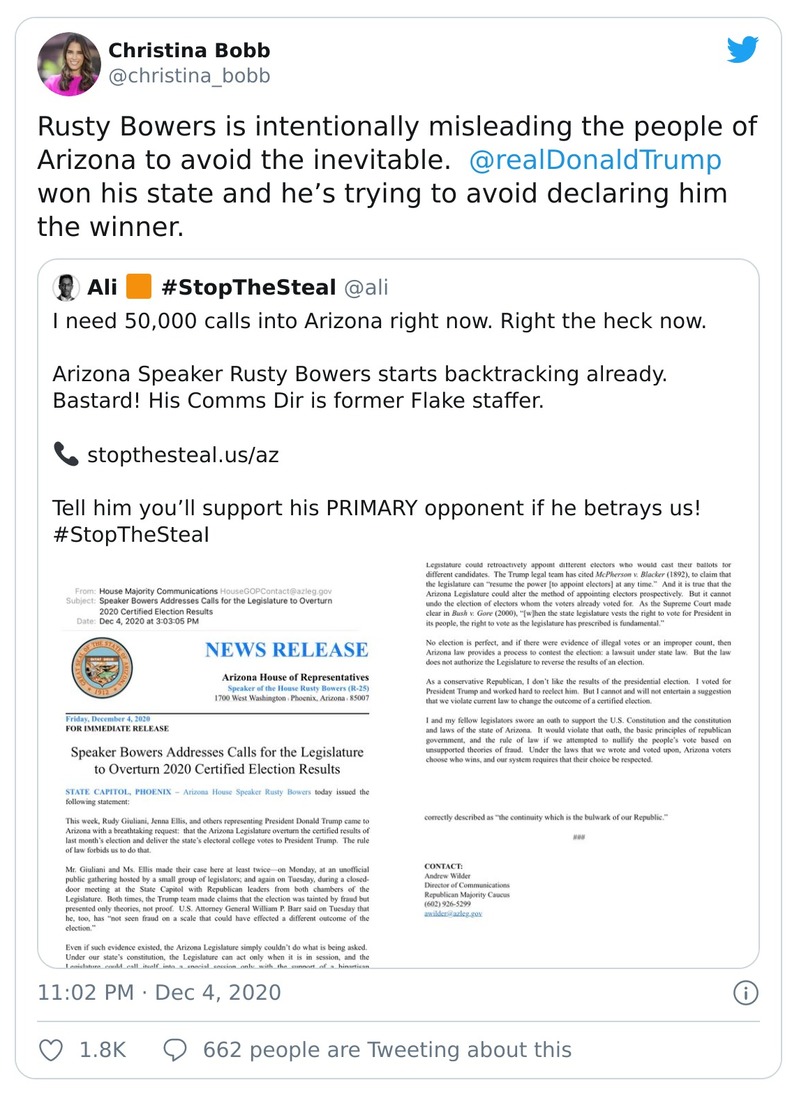 Christina Bobb
@christina_bobb
Rusty Bowers is intentionally misleading the people of
Arizona to avoid the inevitable. @realDonaldTrump
won his state and he’s trying to avoid declaring him
the winner.
Ali 🟧 #StopTheSteal @ali
I need 50,000 calls into Arizona right now. Right the heck now.
Arizona Speaker Rusty Bowers starts backtracking already.
Bastard! His Comms Dir is former Flake staffer.
📞 stopthesteal.us/az
Tell him you’ll support his PRIMARY opponent if he betrays us!
#StopTheSteal
From: House Majority Communications HouseGOPContact@azleg.gov
Subject: Speaker Bowers Addresses Calls for the Legislature to Overturn
2020 Certified Election Results
Date: Dec 4, 2020 at 3:03:05 PM
NEWS RELEASE
Arizona House of Representatives
Speaker of the House Rusty Bowers (R-25)
1700 West Washington · Phoenix, Arizona · 85007
Friday, December 4, 2020
FOR IMMEDIATE RELEASE
Speaker Bowers Addresses Calls for the Legislature
to Overturn 2020 Certified Election Results
STATE CAPITOL, PHOENIX – Arizona House Speaker Rusty Bowers today issued the
following statement:
This week, Rudy Giuliani, Jenna Ellis, and others representing President Donald Trump came to
Arizona with a breathtaking request: that the Arizona Legislature overturn the certified results of
last month’s election and deliver the state’s electoral college votes to President Trump. The rule
of law forbids us to do that.
Mr. Giuliani and Ms. Ellis made their case here at least twice—on Monday, at an unofficial
public gathering hosted by a small group of legislators; and again on Tuesday, during a closed-
door meeting at the State Capitol with Republican leaders from both chambers of the
Legislature. Both times, the Trump team made claims that the election was tainted by fraud but
presented only theories, not proof. U.S. Attorney General William P. Barr said on Tuesday that
he, too, has “not seen fraud on a scale that could have effected a different outcome of the
election.”
Even if such evidence existed, the Arizona Legislature simply couldn’t do what is being asked.
Under our state’s constitution, the Legislature can act only when it is in session, and the
Legislature could call itself into a special session only with the support of a bipartisan
Legislature could retroactively appoint different electors who would cast their ballots for
different candidates. The Trump legal team has cited McPherson v. Blacker (1892), to claim that
the legislature can “resume the power [to appoint electors] at any time.” And it is true that the
Arizona Legislature could alter the method of appointing electors prospectively. But it cannot
undo the election of electors whom the voters already voted for. As the Supreme Court made
clear in Bush v. Gore (2000), “[w]hen the state legislature vests the right to vote for President in
its people, the right to vote as the legislature has prescribed is fundamental.”
No election is perfect, and if there were evidence of illegal votes or an improper count, then
Arizona law provides a process to contest the election: a lawsuit under state law. But the law
does not authorize the Legislature to reverse the results of an election.
As a conservative Republican, I don’t like the results of the presidential election. I voted for
President Trump and worked hard to reelect him. But I cannot and will not entertain a suggestion
that we violate current law to change the outcome of a certified election.
I and my fellow legislators swore an oath to support the U.S. Constitution and the constitution
and laws of the state of Arizona. It would violate that oath, the basic principles of republican
government, and the rule of law if we attempted to nullify the people’s vote based on
unsupported theories of fraud. Under the laws that we wrote and voted upon, Arizona voters
choose who wins, and our system requires that their choice be respected.
correctly described as “the continuity which is the bulwark of our Republic.”
###
CONTACT:
Andrew Wilder
Director of Communications
Republican Majority Caucus
(602) 926-5299
awilder@azleg.gov
11:02 PM · Dec 4, 2020
1.8K
662 people are Tweeting about this